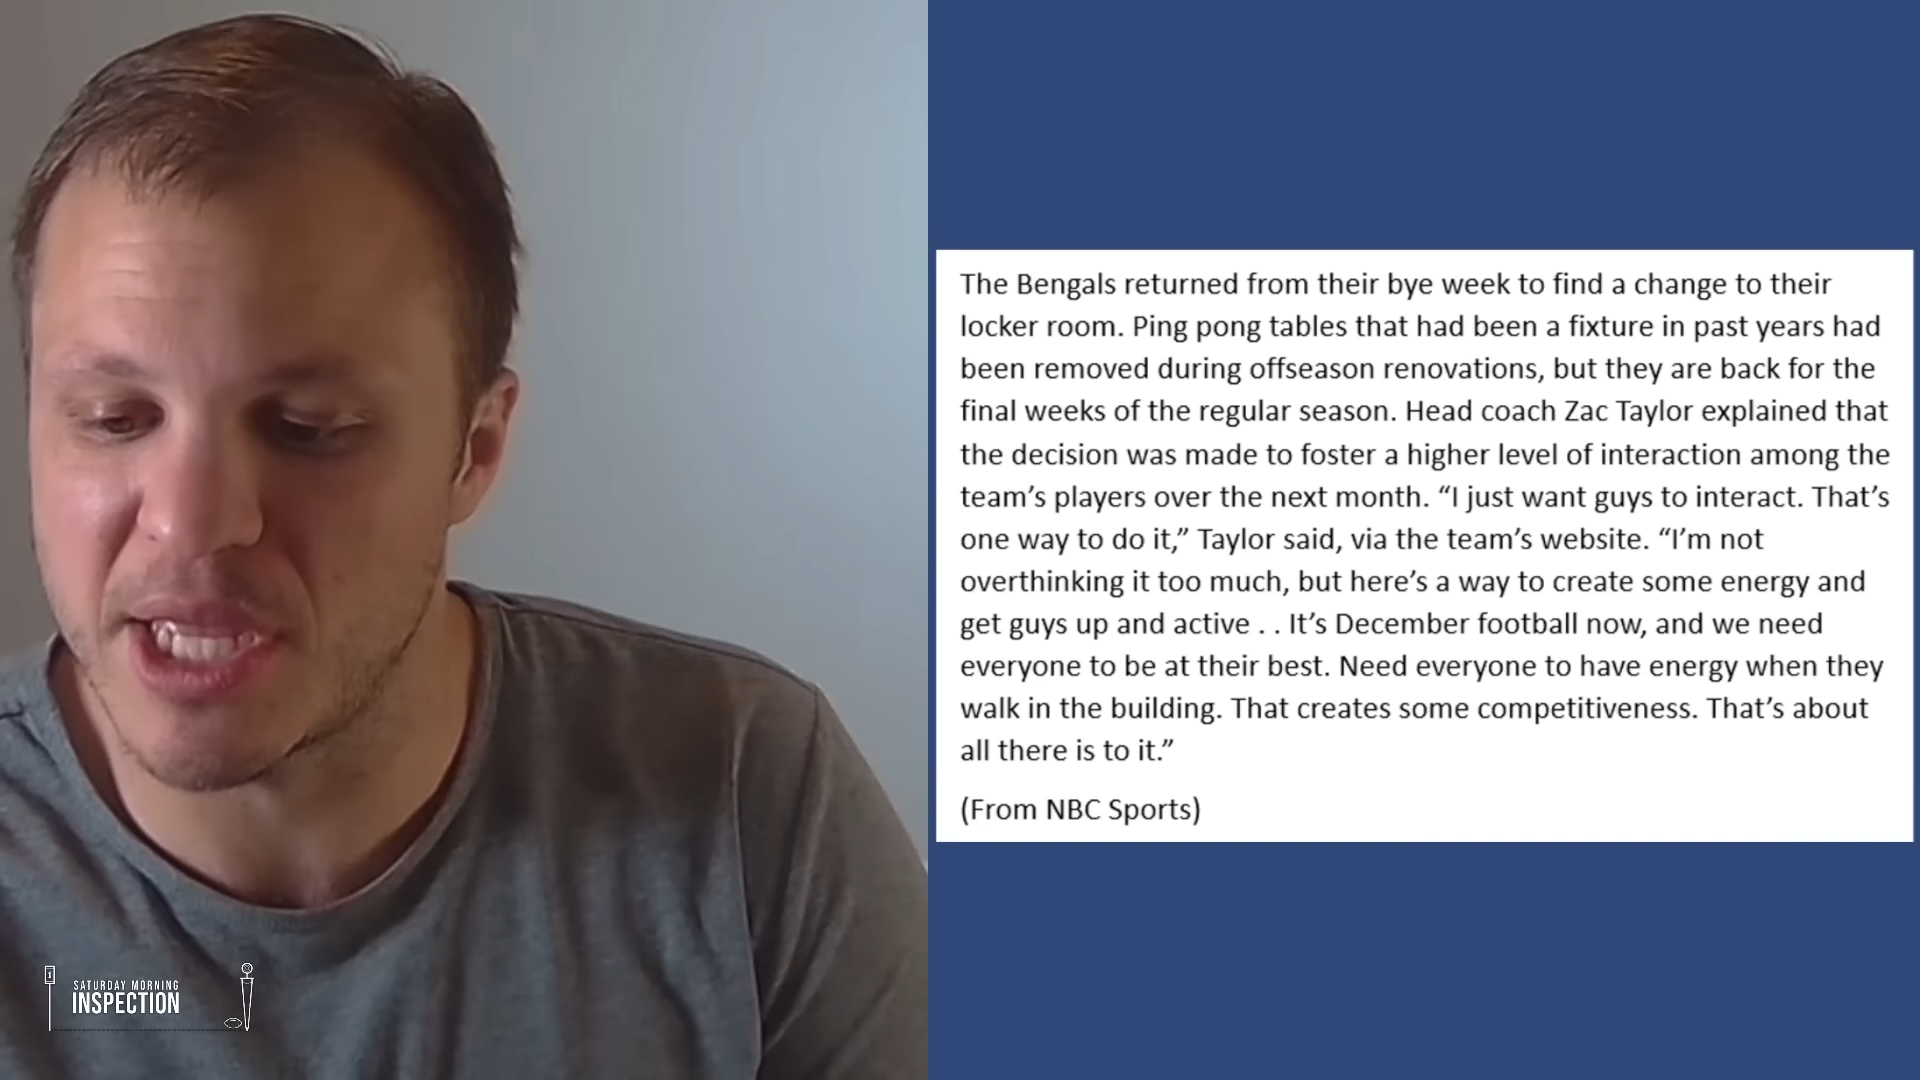 The Bengals returned from their bye week to find a change to their
locker room. Ping pong tables that had been a fixture in past years had
been removed during offseason renovations, but they are back for the
final weeks of the regular season. Head coach Zac Taylor explained that
the decision was made to foster a higher level of interaction among the
team’s players over the next month. “I just want guys to interact. That’s
one way to do it,” Taylor said, via the team’s website. “I’m not
overthinking it too much, but here’s a way to create some energy and
get guys up and active . . It’s December football now, and we need
everyone to be at their best. Need everyone to have energy when they
walk in the building. That creates some competitiveness. That’s about
all there is to it.”
(From NBC Sports)
1
SATURDAY MORNING
INSPECTION